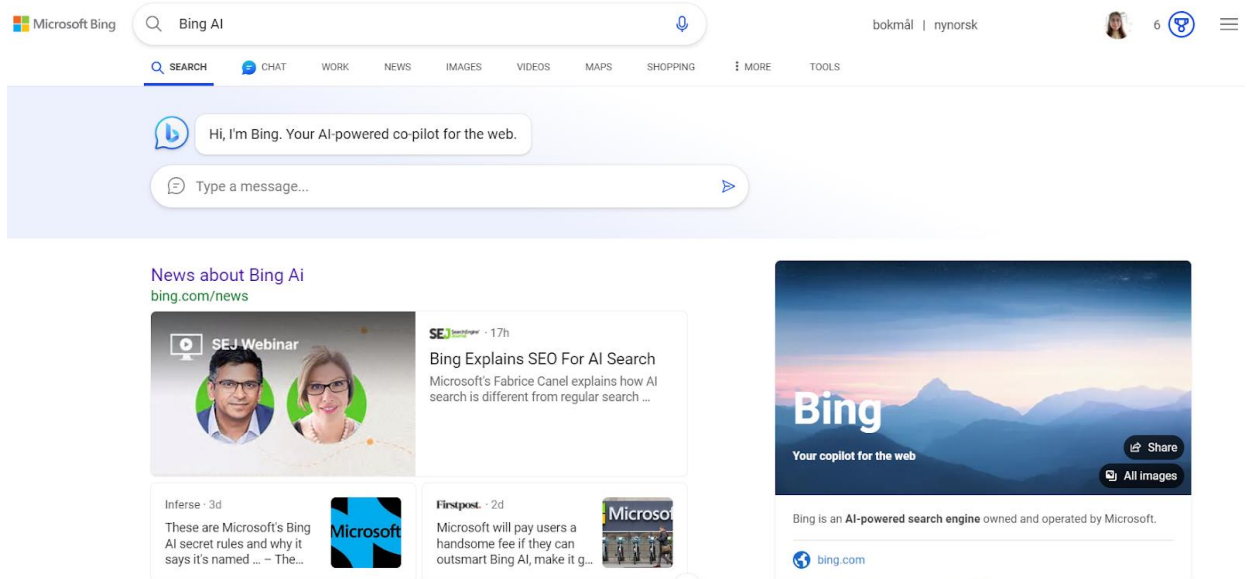 Microsoft Bing
Bing AI
bokmål | nynorsk
6
SEARCH
CHAT
WORK
NEWS
IMAGES
VIDEOS
MAPS
SHOPPING
MORE
TOOLS
Hi, I'm Bing. Your AI-powered co-pilot for the web.
Type a message...
News about Bing Ai
bing.com/news
SEJ Webinar
SEJ · 17h
Bing Explains SEO For AI Search
Microsoft's Fabrice Canel explains how AI
search is different from regular search ...
Inferse · 3d
These are Microsoft's Bing
AI secret rules and why it
says it's named ... – The...
Microsoft
Firstpost. · 2d
Microsoft will pay users a
handsome fee if they can
outsmart Bing AI, make it g...
Microsof
Bing
Your copilot for the web
Share
All images
Bing is an AI-powered search engine owned and operated by Microsoft.
bing.com